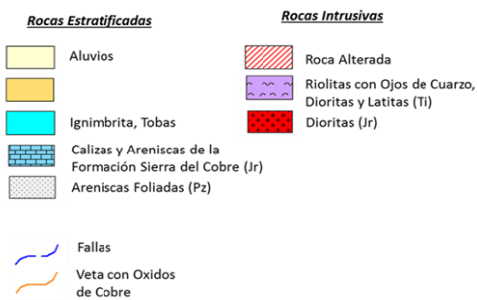 Rocas Estratificadas
Aluvios
Ignimbrita, Tobas
Calizas y Areniscas de la
Formación Sierra del Cobre (Jr)
Areniscas Foliadas (Pz)
Fallas
Veta con Oxidos
de Cobre
Rocas Intrusivas
Roca Alterada
Riolitas con Ojos de Cuarzo,
Dioritas y Latitas (Ti)
Dioritas (Jr)